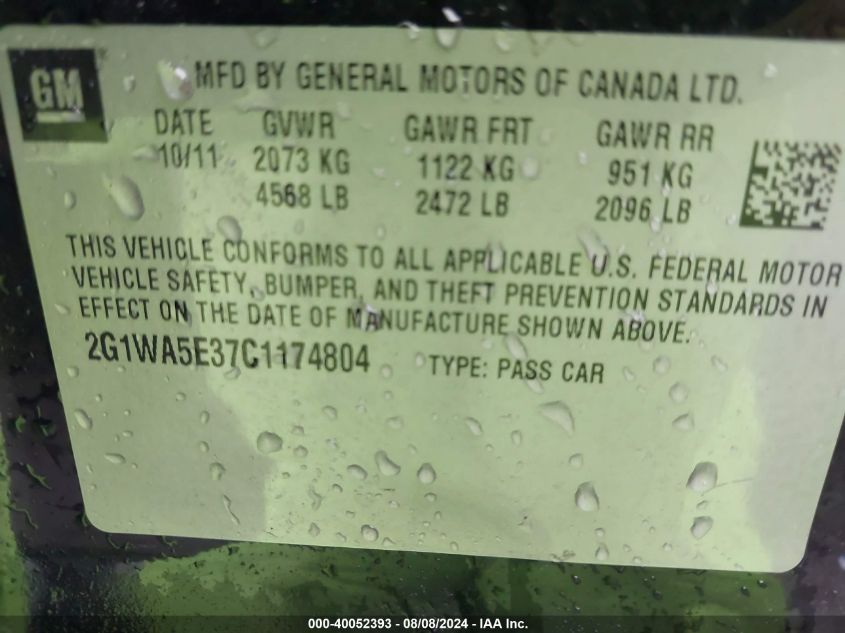 GM
MFD BY GENERAL MOTORS OF CANADA LTD.
DATE GVWR GAWR FRT GAWR RR
10/11 2073 KG 1122 KG 951 KG
4568 LB 2472 LB 2096 LB
THIS VEHICLE CONFORMS TO ALL APPLICABLE U.S. FEDERAL MOTOR
VEHICLE SAFETY, BUMPER, AND THEFT PREVENTION STANDARDS IN
EFFECT ON THE DATE OF MANUFACTURE SHOWN ABOVE.
2G1WA5E37C1174804 TYPE: PASS CAR
000-40052393 - 08/08/2024 - IAA Inc.